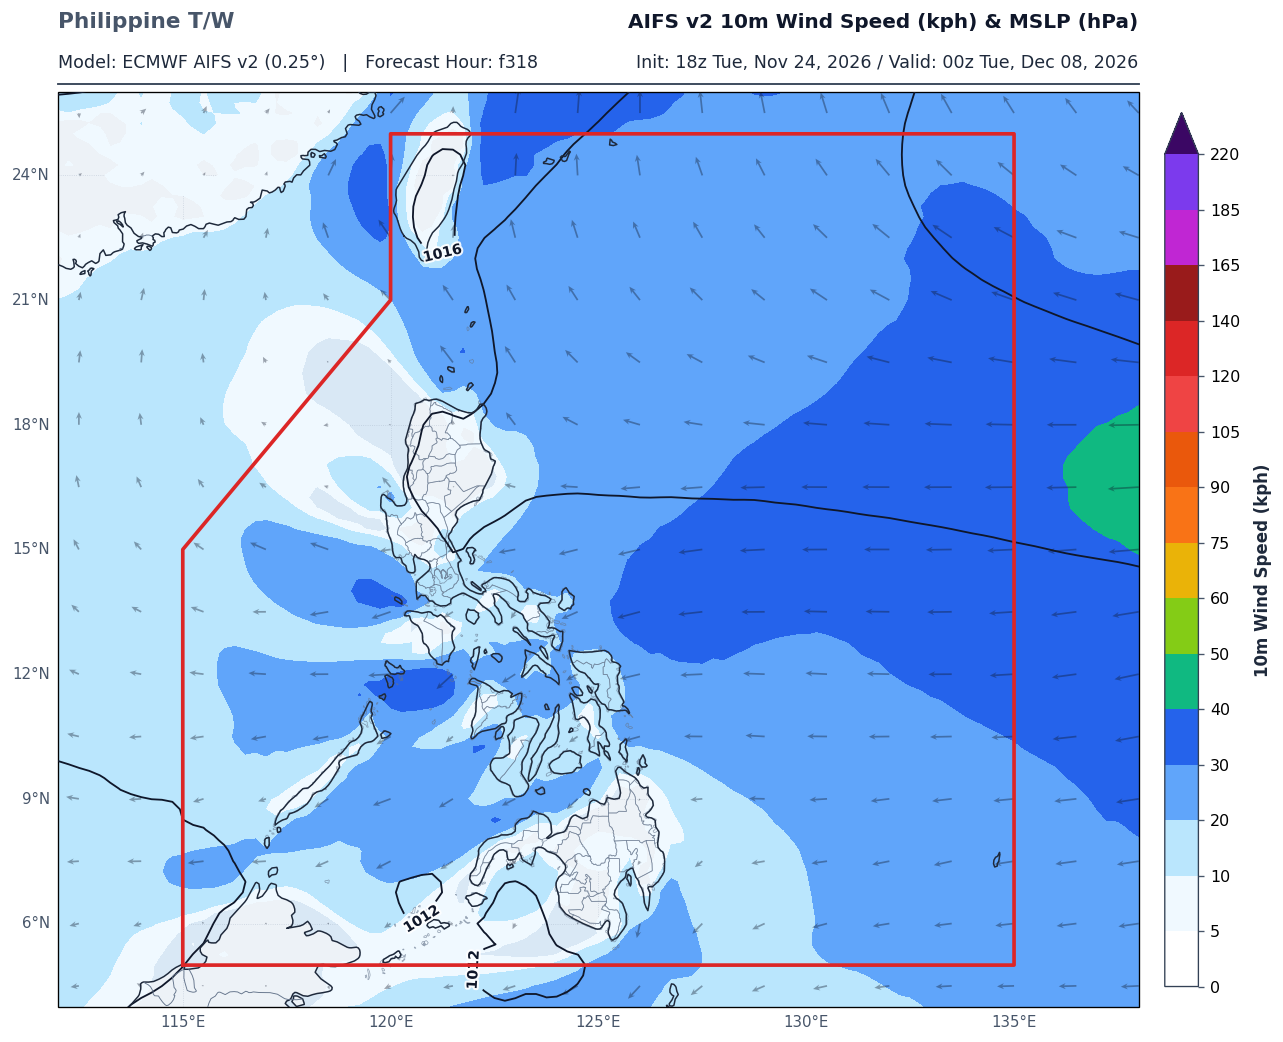 Philippine T/W
AIFS v2 10m Wind Speed (kph) & MSLP (hPa)
Model: ECMWF AIFS v2 (0.25°)   |   Forecast Hour: f318
Init: 18z Tue, Nov 24, 2026 / Valid: 00z Tue, Dec 08, 2026
24°N
21°N
18°N
15°N
12°N
9°N
6°N
115°E
120°E
125°E
130°E
135°E
1016
1012
1012
220
185
165
140
120
105
90
75
60
50
40
30
20
10
5
0
10m Wind Speed (kph)